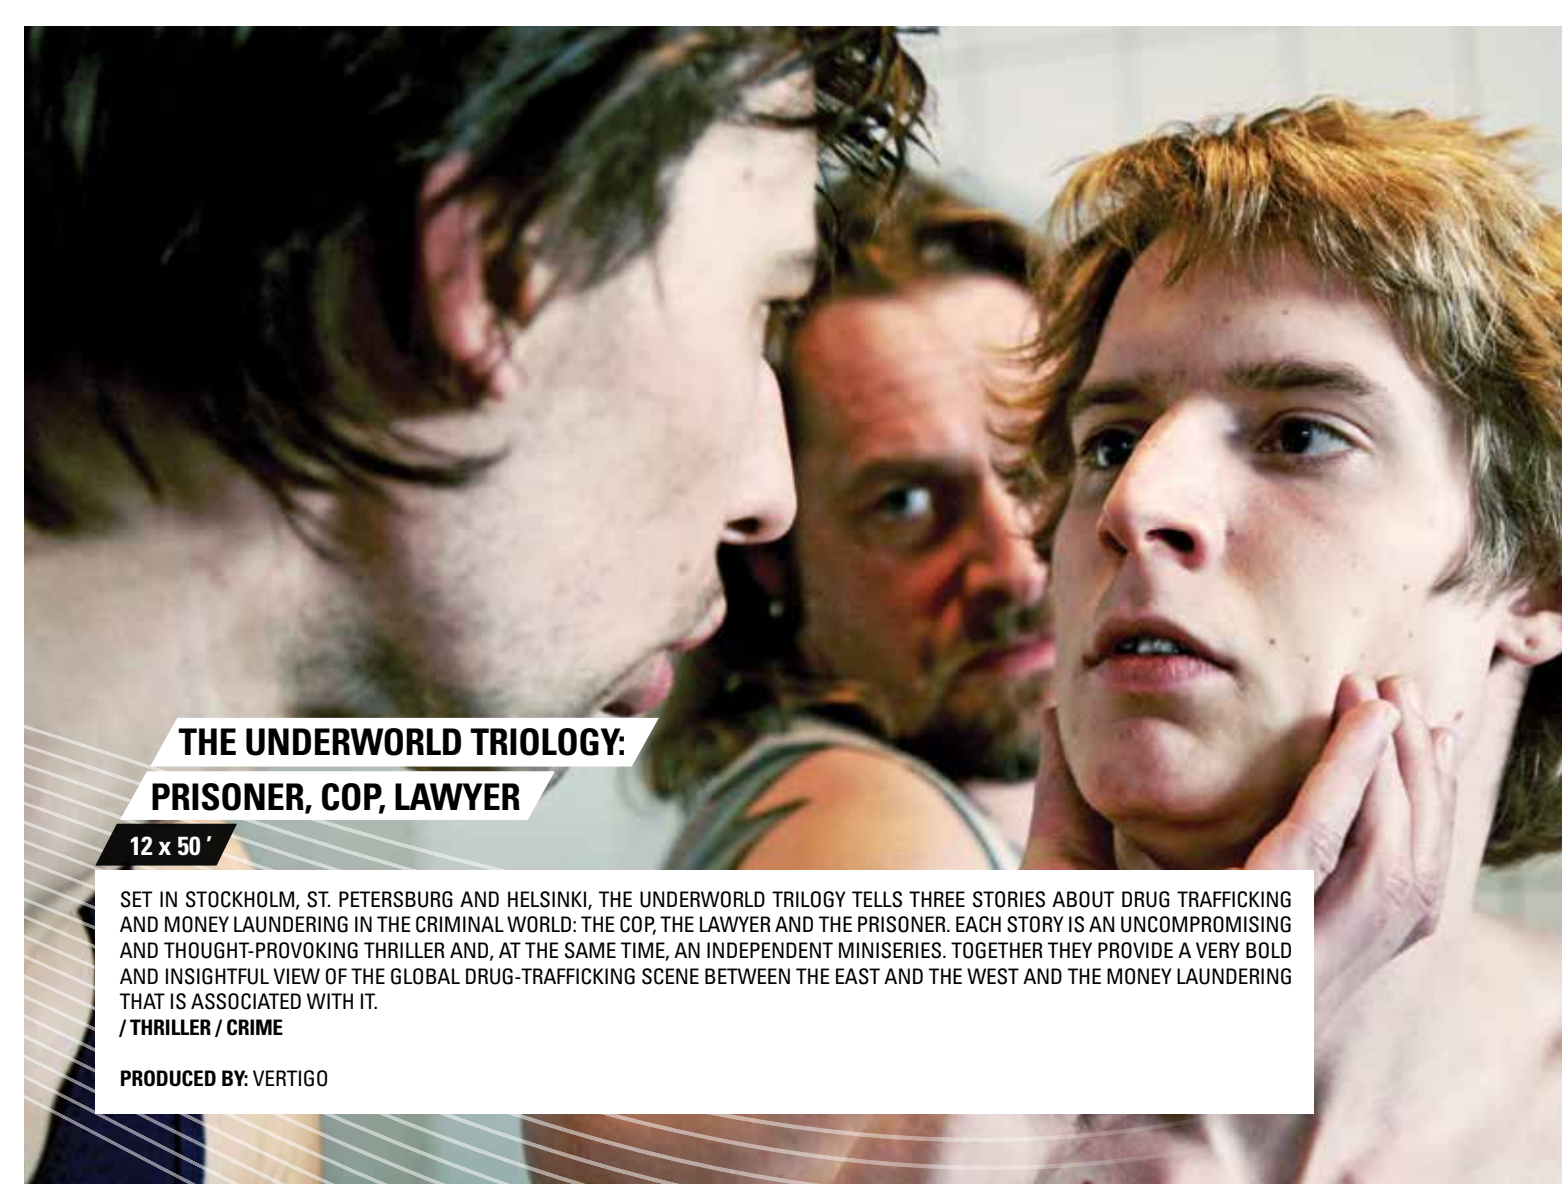 THE UNDERWORLD TRIOLOGY:
PRISONER, COP, LAWYER
12 x 50 ’
SET IN STOCKHOLM, ST. PETERSBURG AND HELSINKI, THE UNDERWORLD TRILOGY TELLS THREE STORIES ABOUT DRUG TRAFFICKING
AND MONEY LAUNDERING IN THE CRIMINAL WORLD: THE COP, THE LAWYER AND THE PRISONER. EACH STORY IS AN UNCOMPROMISING
AND THOUGHT-PROVOKING THRILLER AND, AT THE SAME TIME, AN INDEPENDENT MINISERIES. TOGETHER THEY PROVIDE A VERY BOLD
AND INSIGHTFUL VIEW OF THE GLOBAL DRUG-TRAFFICKING SCENE BETWEEN THE EAST AND THE WEST AND THE MONEY LAUNDERING
THAT IS ASSOCIATED WITH IT.
/ THRILLER / CRIME
PRODUCED BY: VERTIGO